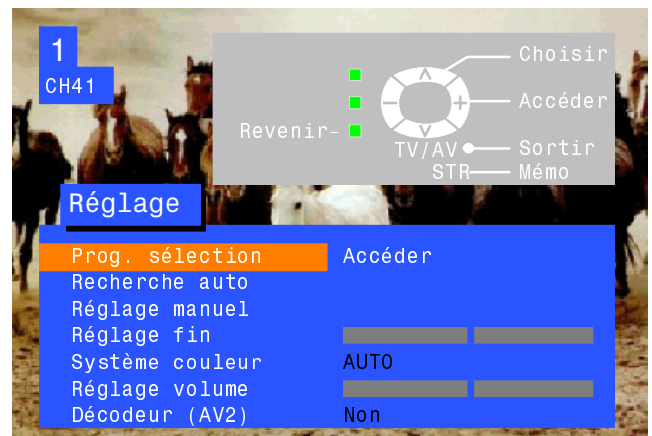 1
CH41
Choisir
Accéder
Revenir
TV/AV Sortir
STR Mémo
Réglage
Prog. sélection Accéder
Recherche auto
Réglage manuel
Réglage fin
Système couleur AUTO
Réglage volume
Décodeur (AV2) Non